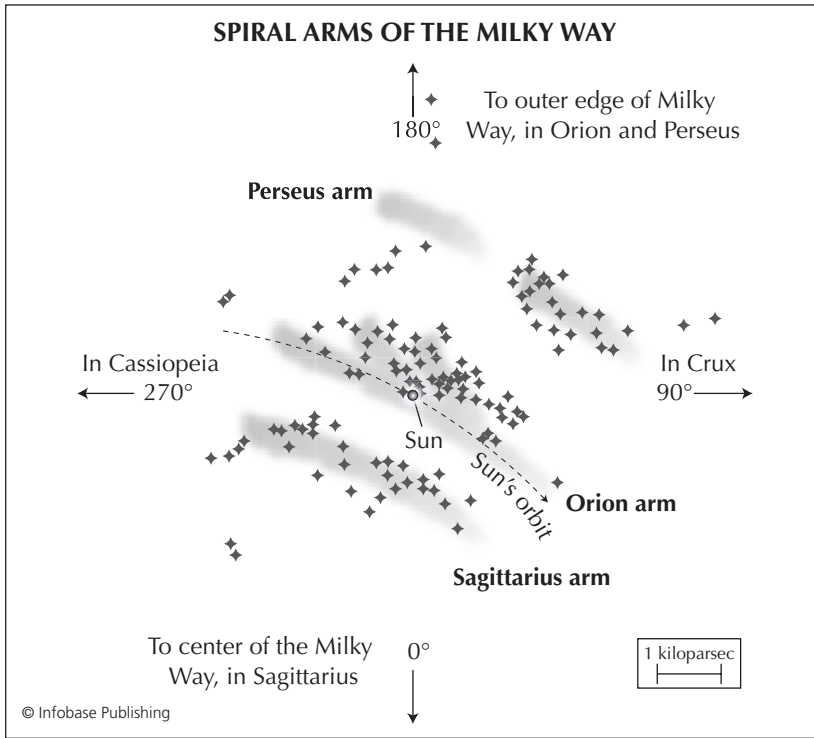 SPIRAL ARMS OF THE MILKY WAY
To outer edge of Milky
Way, in Orion and Perseus
180°
Perseus arm
In Cassiopeia
270°
In Crux
90°
Sun
Sun's orbit
Orion arm
Sagittarius arm
To center of the Milky
Way, in Sagittarius
0°
1 kiloparsec
© Infobase Publishing